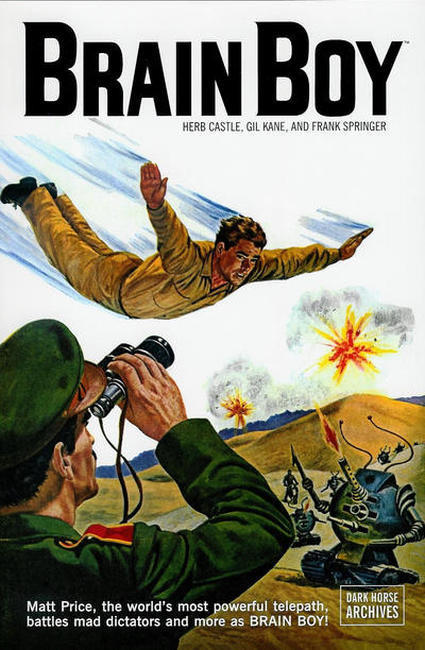 BRAIN BOY™
HERB CASTLE, GIL KANE, AND FRANK SPRINGER
Matt Price, the world's most powerful telepath,
battles mad dictators and more as BRAIN BOY!
DARK HORSE
ARCHIVES